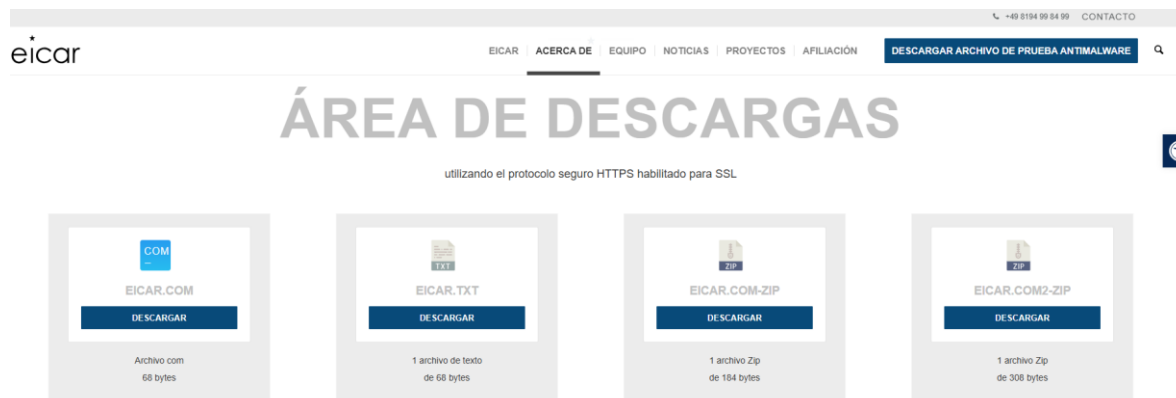 +49 8194 99 84 99 CONTACTO
eicar
EICAR ACERCA DE EQUIPO NOTICIAS PROYECTOS AFILIACIÓN DESCARGAR ARCHIVO DE PRUEBA ANTIMALWARE
ÁREA DE DESCARGAS
utilizando el protocolo seguro HTTPS habilitado para SSL
COM
EICAR.COM
DESCARGAR
Archivo com
68 bytes
TXT
EICAR.TXT
DESCARGAR
1 archivo de texto
de 68 bytes
ZIP
EICAR.COM-ZIP
DESCARGAR
1 archivo Zip
de 184 bytes
ZIP
EICAR.COM2-ZIP
DESCARGAR
1 archivo Zip
de 308 bytes